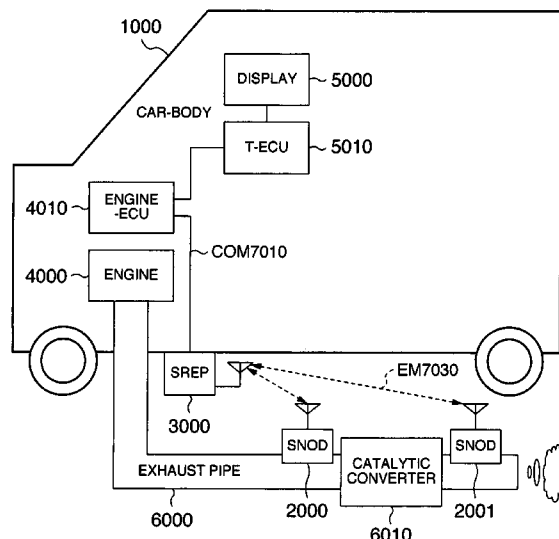 1000
DISPLAY
5000
CAR-BODY
T-ECU
5010
4010
ENGINE
-ECU
COM7010
4000
ENGINE
SREP
3000
EM7030
SNOD
SNOD
EXHAUST PIPE
CATALYTIC
CONVERTER
6000
2000
6010
2001